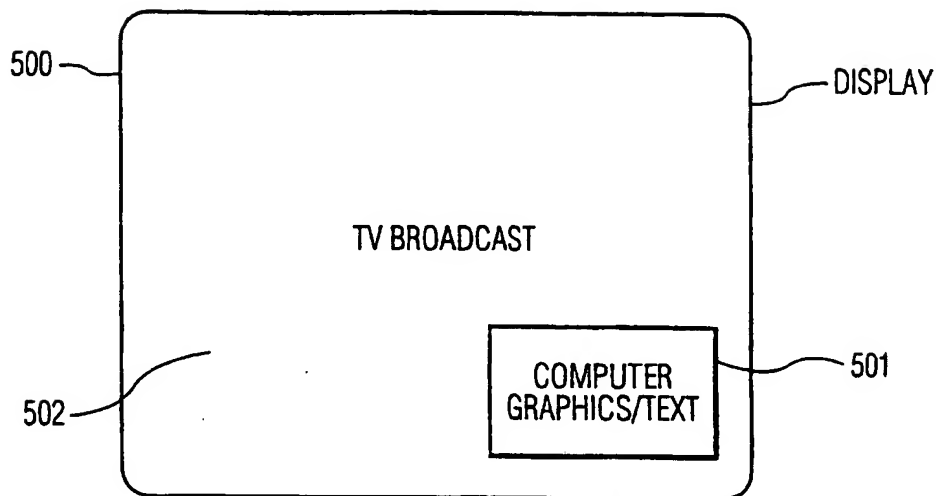 500
DISPLAY
TV BROADCAST
COMPUTER
GRAPHICS/TEXT
501
502